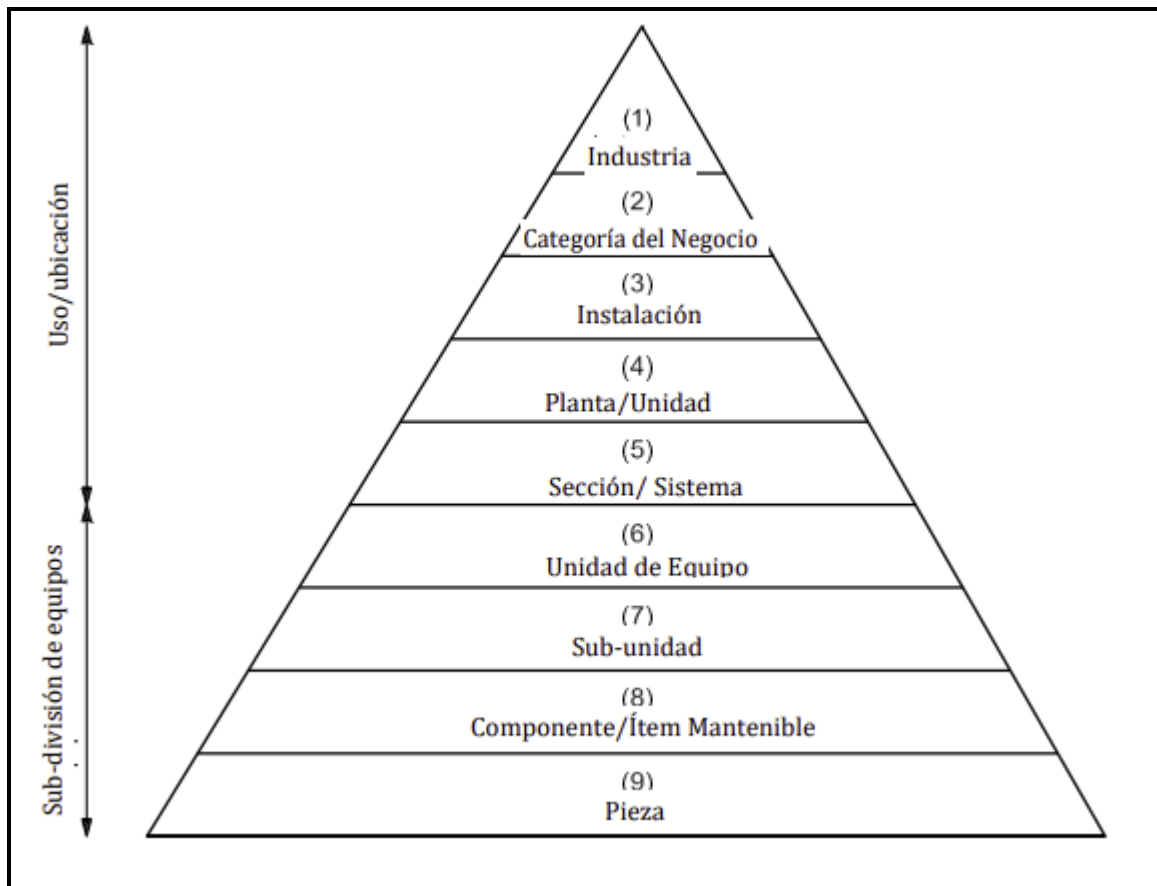 (1)
Industria
(2)
Categoría del Negocio
(3)
Instalación
(4)
Planta/Unidad
(5)
Sección/ Sistema
(6)
Unidad de Equipo
(7)
Sub-unidad
(8)
Componente/Ítem Mantenible
(9)
Pieza
Uso/ubicación
Sub-división de equipos